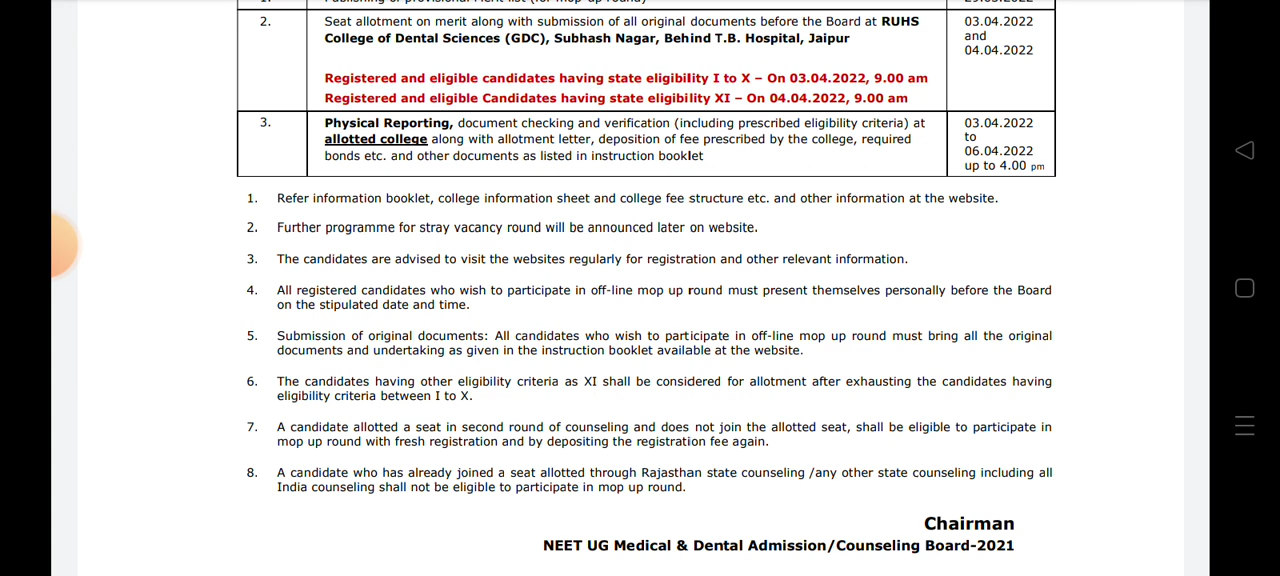 1. Publishing of provisional Merit list (for mop-up round) 29.03.2022
2. Seat allotment on merit along with submission of all original documents before the Board at RUHS
College of Dental Sciences (GDC), Subhash Nagar, Behind T.B. Hospital, Jaipur
Registered and eligible candidates having state eligibility I to X – On 03.04.2022, 9.00 am
Registered and eligible Candidates having state eligibility XI – On 04.04.2022, 9.00 am
03.04.2022
and
04.04.2022
3. Physical Reporting, document checking and verification (including prescribed eligibility criteria) at
allotted college along with allotment letter, deposition of fee prescribed by the college, required
bonds etc. and other documents as listed in instruction booklet
03.04.2022
to
06.04.2022
up to 4.00 pm
1. Refer information booklet, college information sheet and college fee structure etc. and other information at the website.
2. Further programme for stray vacancy round will be announced later on website.
3. The candidates are advised to visit the websites regularly for registration and other relevant information.
4. All registered candidates who wish to participate in off-line mop up round must present themselves personally before the Board
on the stipulated date and time.
5. Submission of original documents: All candidates who wish to participate in off-line mop up round must bring all the original
documents and undertaking as given in the instruction booklet available at the website.
6. The candidates having other eligibility criteria as XI shall be considered for allotment after exhausting the candidates having
eligibility criteria between I to X.
7. A candidate allotted a seat in second round of counseling and does not join the allotted seat, shall be eligible to participate in
mop up round with fresh registration and by depositing the registration fee again.
8. A candidate who has already joined a seat allotted through Rajasthan state counseling /any other state counseling including all
India counseling shall not be eligible to participate in mop up round.
Chairman
NEET UG Medical & Dental Admission/Counseling Board-2021